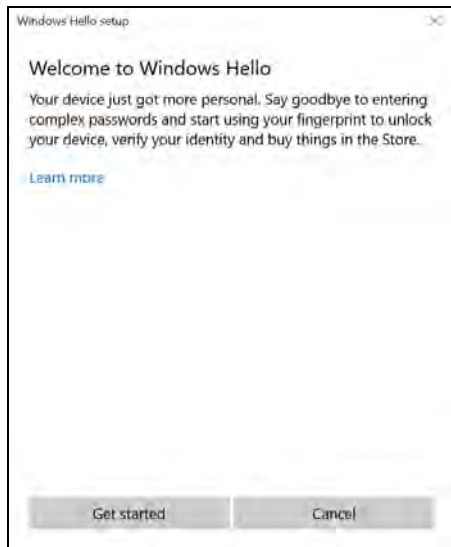 Windows Hello setup
Welcome to Windows Hello
Your device just got more personal. Say goodbye to entering
complex passwords and start using your fingerprint to unlock
your device, verify your identity and buy things in the Store.
Learn more
Get started
Cancel